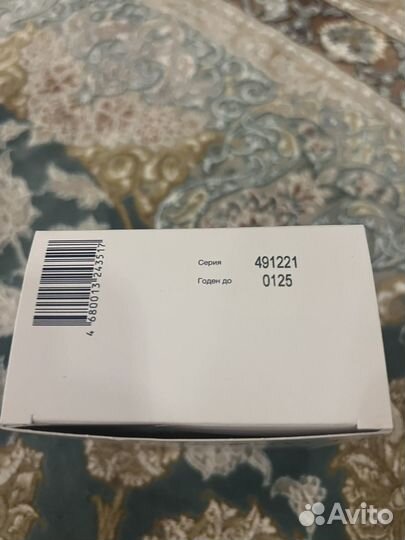 Серия 491221
Годен до 0125
4 680013 243517
Avito